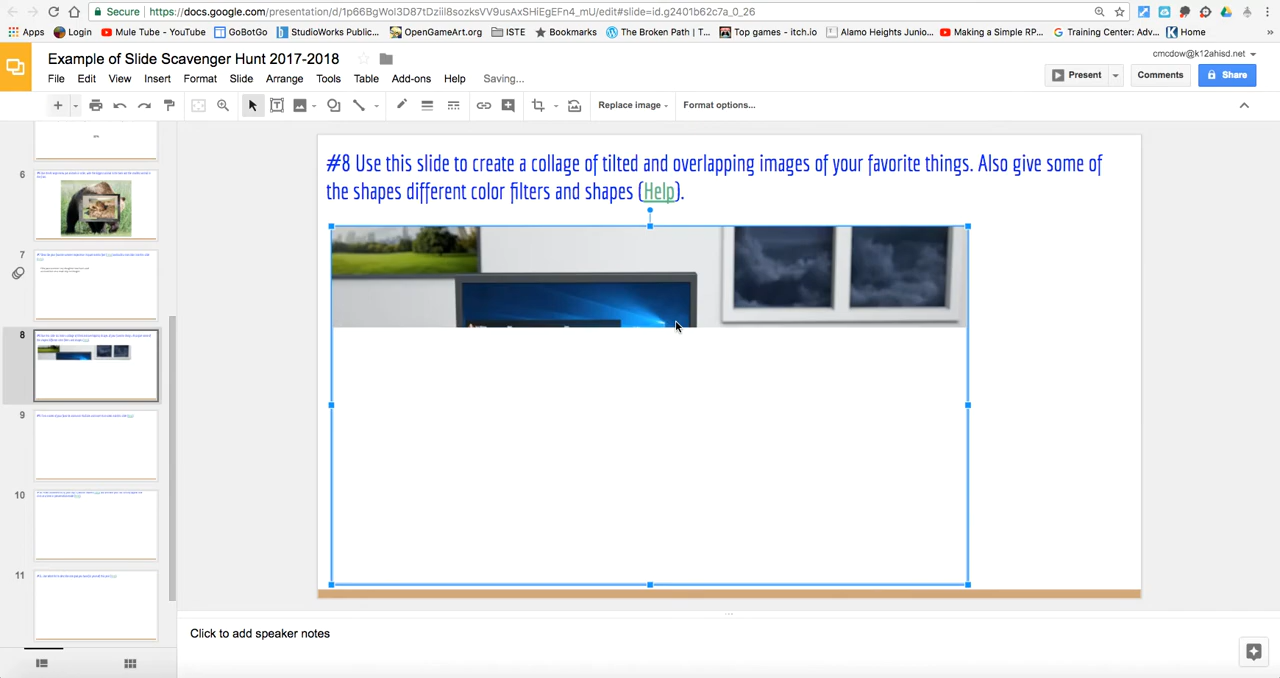 Secure
https://docs.google.com/presentation/d/1p66BgWol3D87tDziil8sozksVV9usAxSHiEgEFn4_mU/edit#slide=id.g2401b62c7a_0_26
Apps
Login
Mule Tube - YouTube
GoBotGo
StudioWorks Public...
OpenGameArt.org
ISTE
Bookmarks
The Broken Path | T...
Top games - itch.io
Alamo Heights Junio...
Making a Simple RP...
Training Center: Adv...
Home
»
Example of Slide Scavenger Hunt 2017-2018
cmcdow@k12ahisd.net
File Edit View Insert Format Slide Arrange Tools Table Add-ons Help Saving...
Present
Comments
Share
Replace image
Format options...
#8 Use this slide to create a collage of tilted and overlapping images of your favorite things. Also give some of
the shapes different color filters and shapes (Help).
6
7
8
9
10
11
Click to add speaker notes